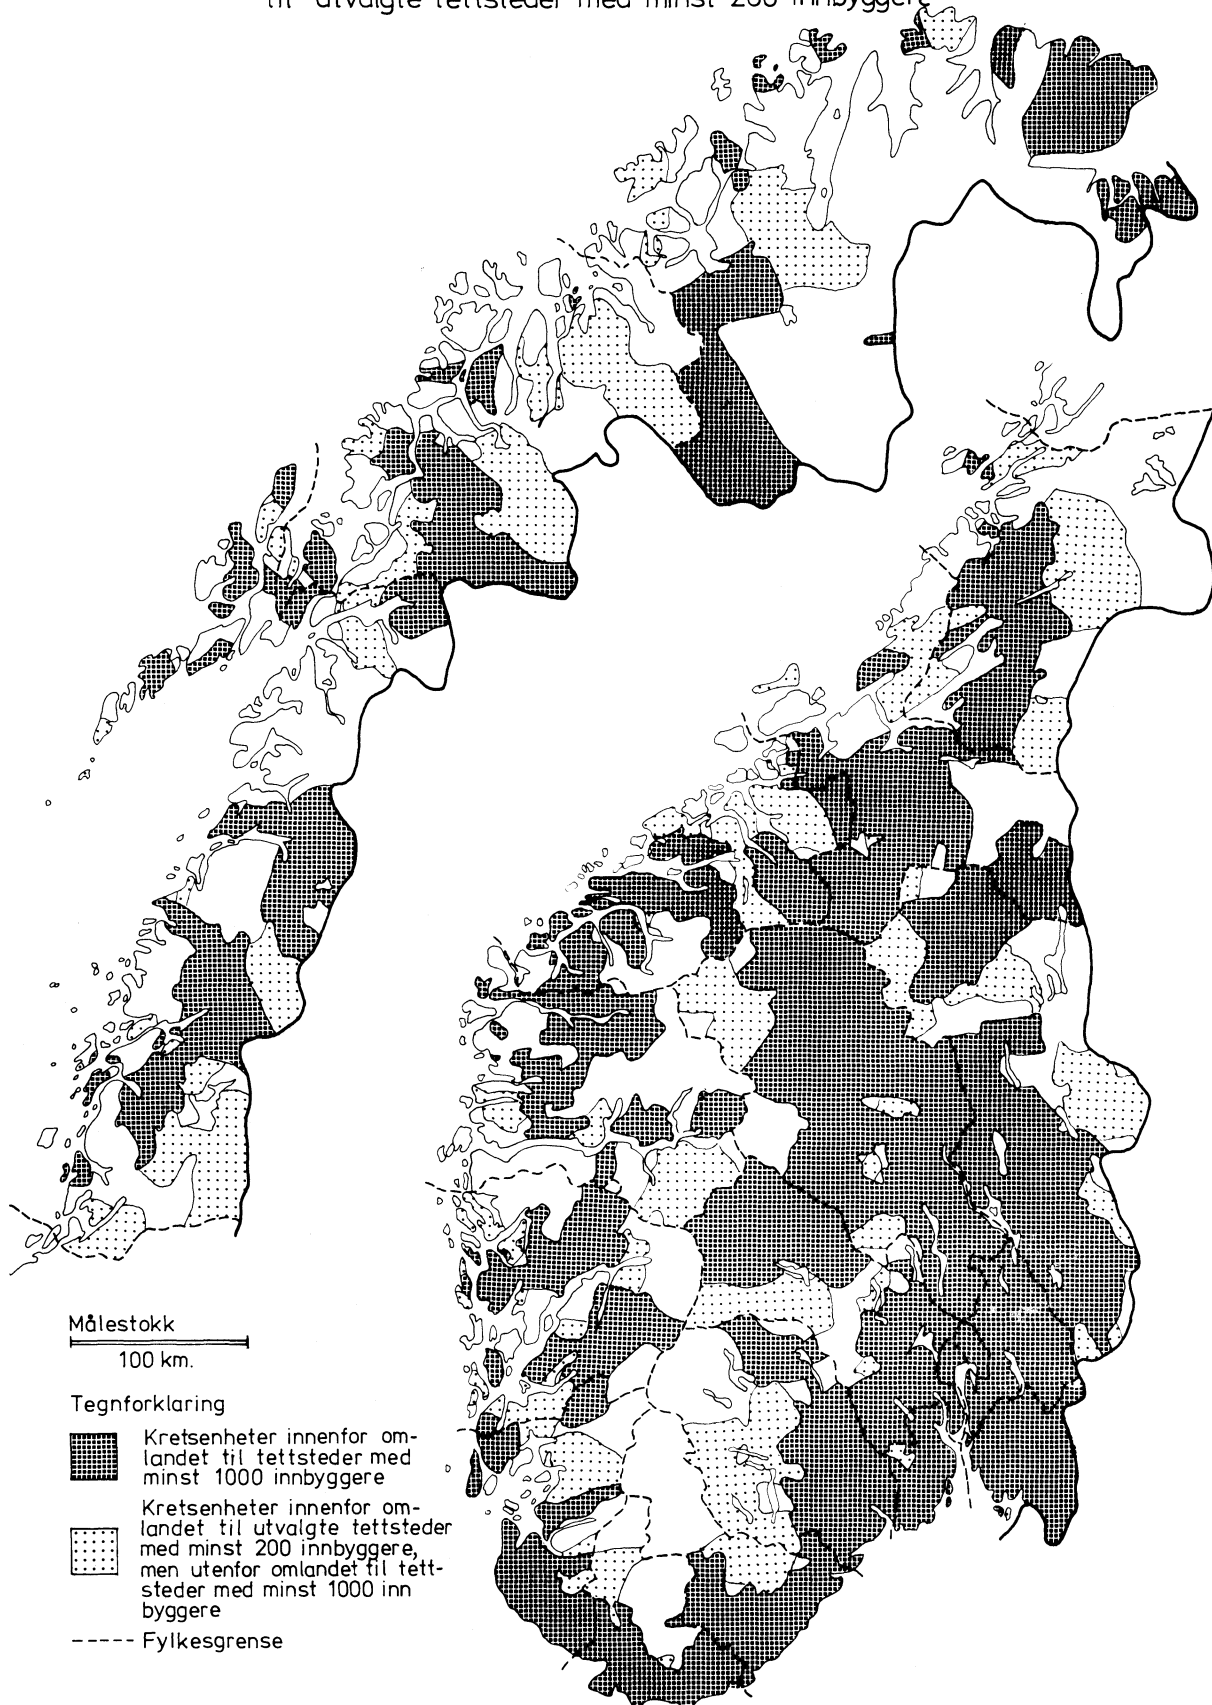 til utvalgte tettsteder med minst 200 innbyggere
Målestokk
100 km.
Tegnforklaring
Kretsenheter innenfor om-
landet til tettsteder med
minst 1000 innbyggere
Kretsenheter innenfor om-
landet til utvalgte tettsteder
med minst 200 innbyggere,
men utenfor omlandet til tett-
steder med minst 1000 inn
byggere
----- Fylkesgrense